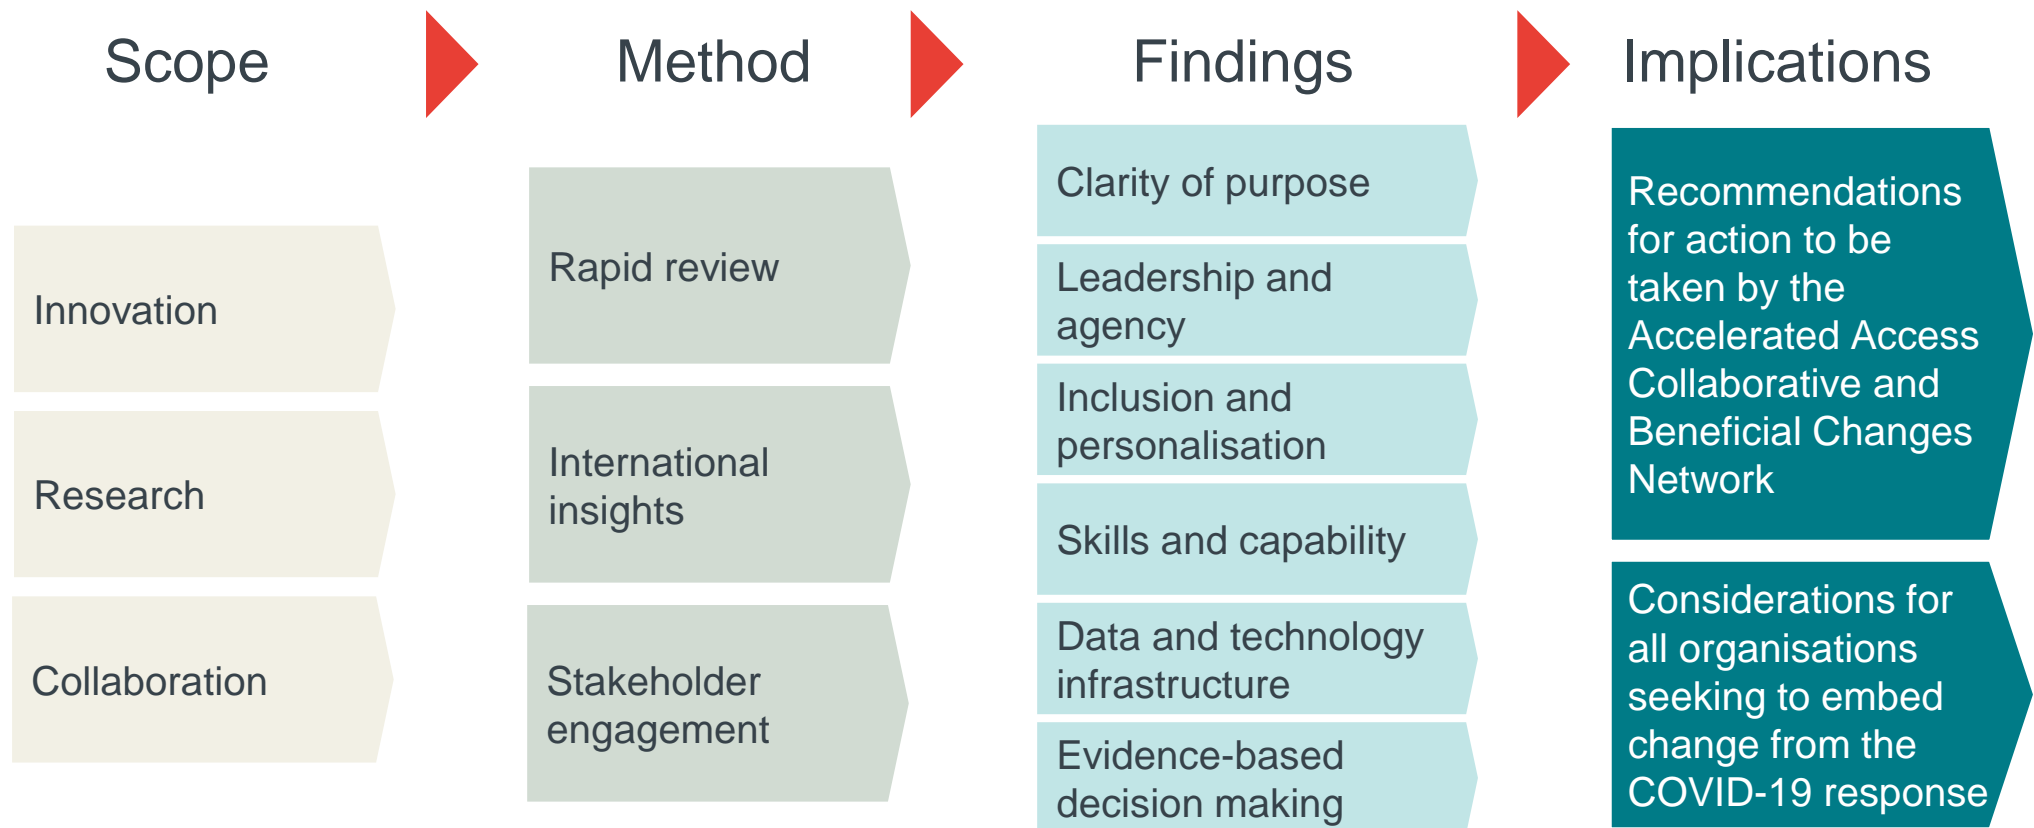 Scope
Method
Findings
Implications
Innovation
Research
Collaboration
Rapid review
International
insights
Stakeholder
engagement
Clarity of purpose
Leadership and
agency
Inclusion and
personalisation
Skills and capability
Data and technology
infrastructure
Evidence-based
decision making
Recommendations
for action to be
taken by the
Accelerated Access
Collaborative and
Beneficial Changes
Network
Considerations for
all organisations
seeking to embed
change from the
COVID-19 response